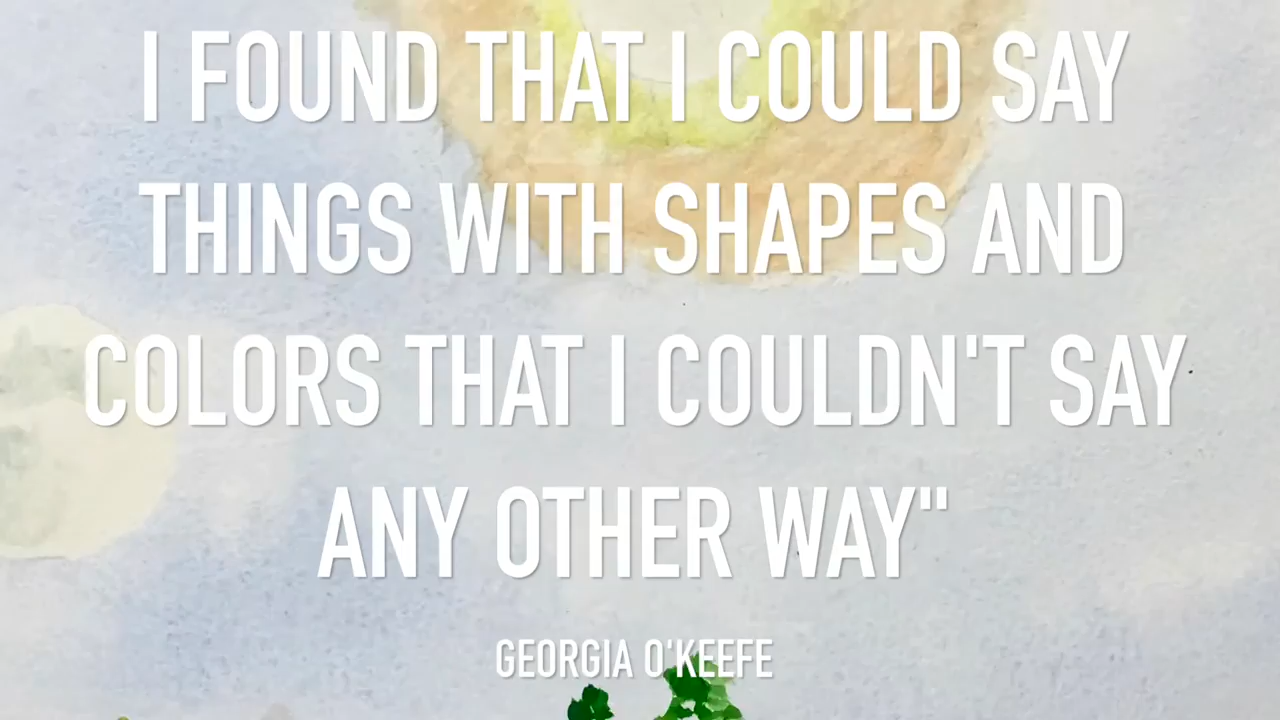 I FOUND THAT I COULD SAY
THINGS WITH SHAPES AND
COLORS THAT I COULDN'T SAY
ANY OTHER WAY"
GEORGIA O'KEEFE